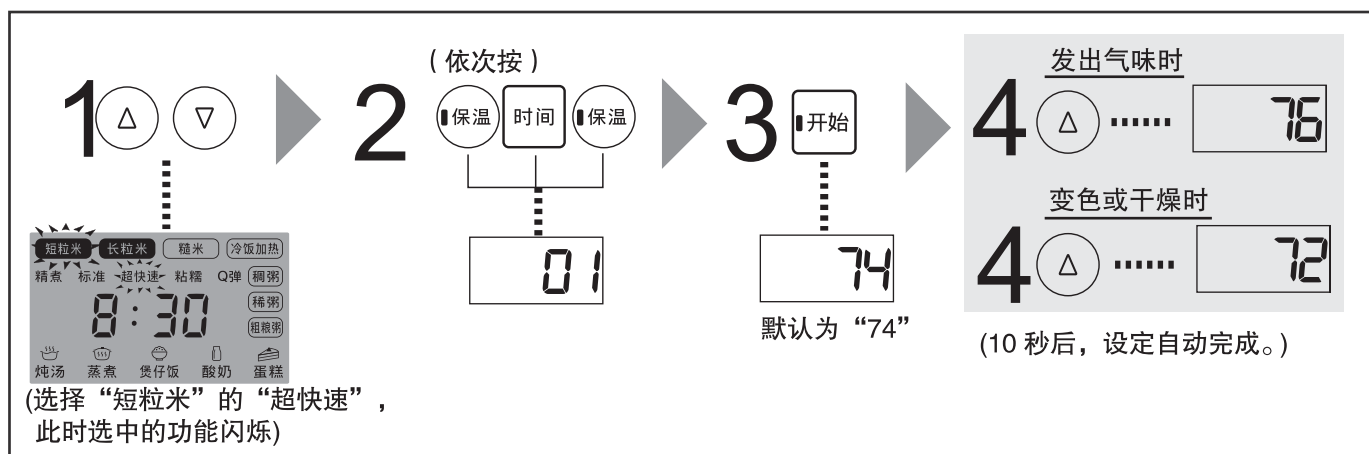 1 △ ▽
短粒米 长粒米 糙米 冷饭加热
精煮 标准 超快速 粘糯 Q弹 稠粥
8:30 稀粥
粗粮粥
炖汤 蒸煮 煲仔饭 酸奶 蛋糕
(选择“短粒米”的“超快速”,
此时选中的功能闪烁)
2
(依次按)
保温 时间 保温
01
3 开始
74
默认为“74”
发出气味时
4 △ ...... 76
变色或干燥时
4 △ ...... 72
(10 秒后，设定自动完成。)